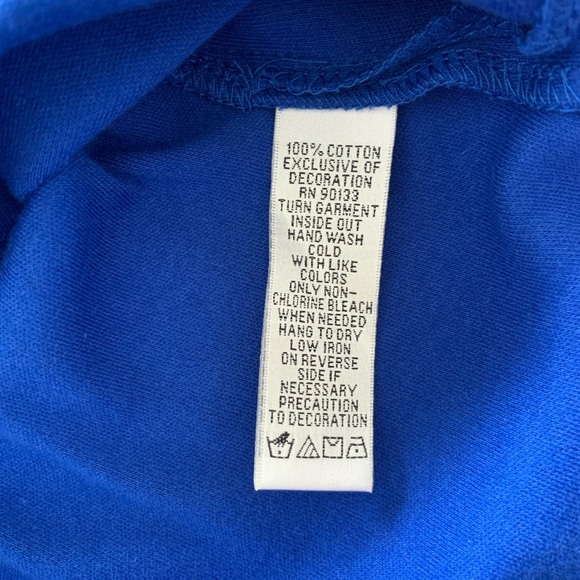 100% COTTON
EXCLUSIVE OF
DECORATION
RN 90133
TURN GARMENT
INSIDE OUT
HAND WASH
COLD
WITH LIKE
COLORS
ONLY NON-
CHLORINE BLEACH
WHEN NEEDED
HANG TO DRY
LOW IRON
ON REVERSE
SIDE IF
NECESSARY
PRECAUTION
TO DECORATION